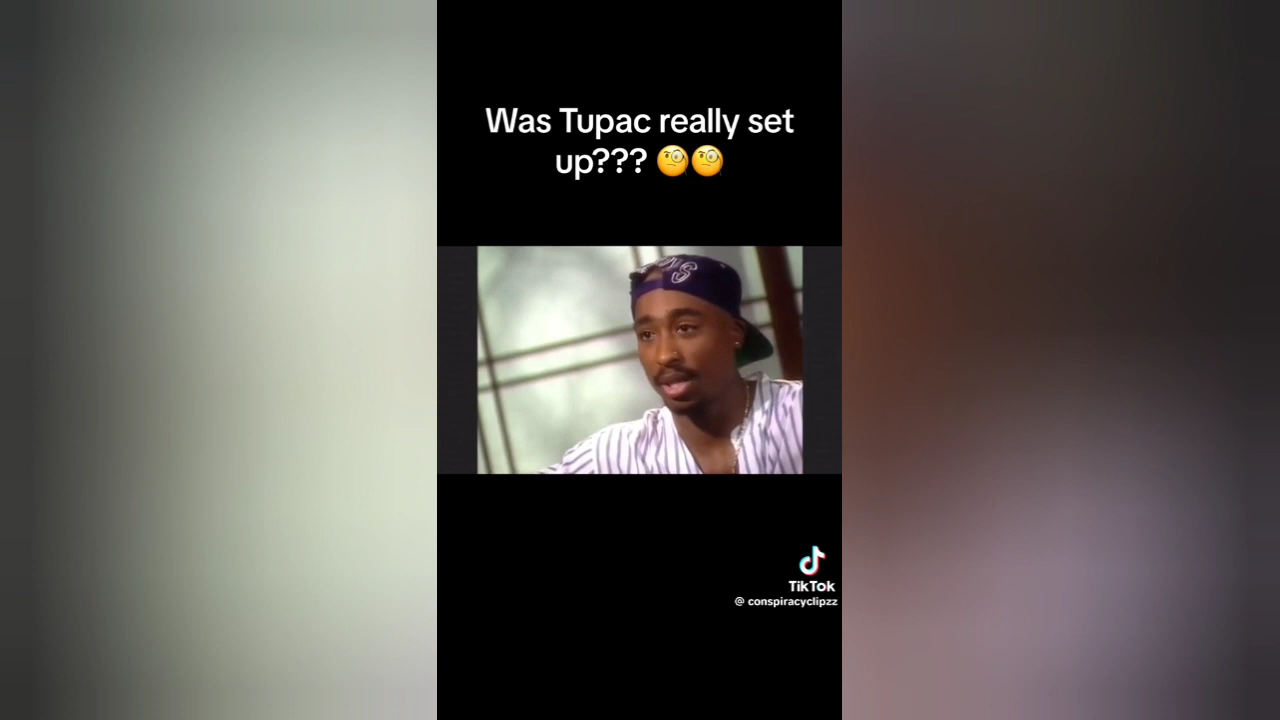 Was Tupac really set
up??? 🧐🧐
TikTok
@ conspiracyclipzz